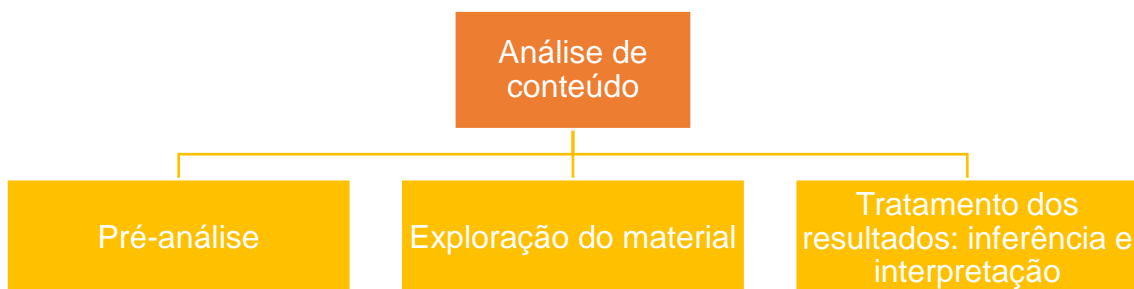 Análise de
conteúdo
Pré-análise
Exploração do material
Tratamento dos
resultados: inferência e
interpretação